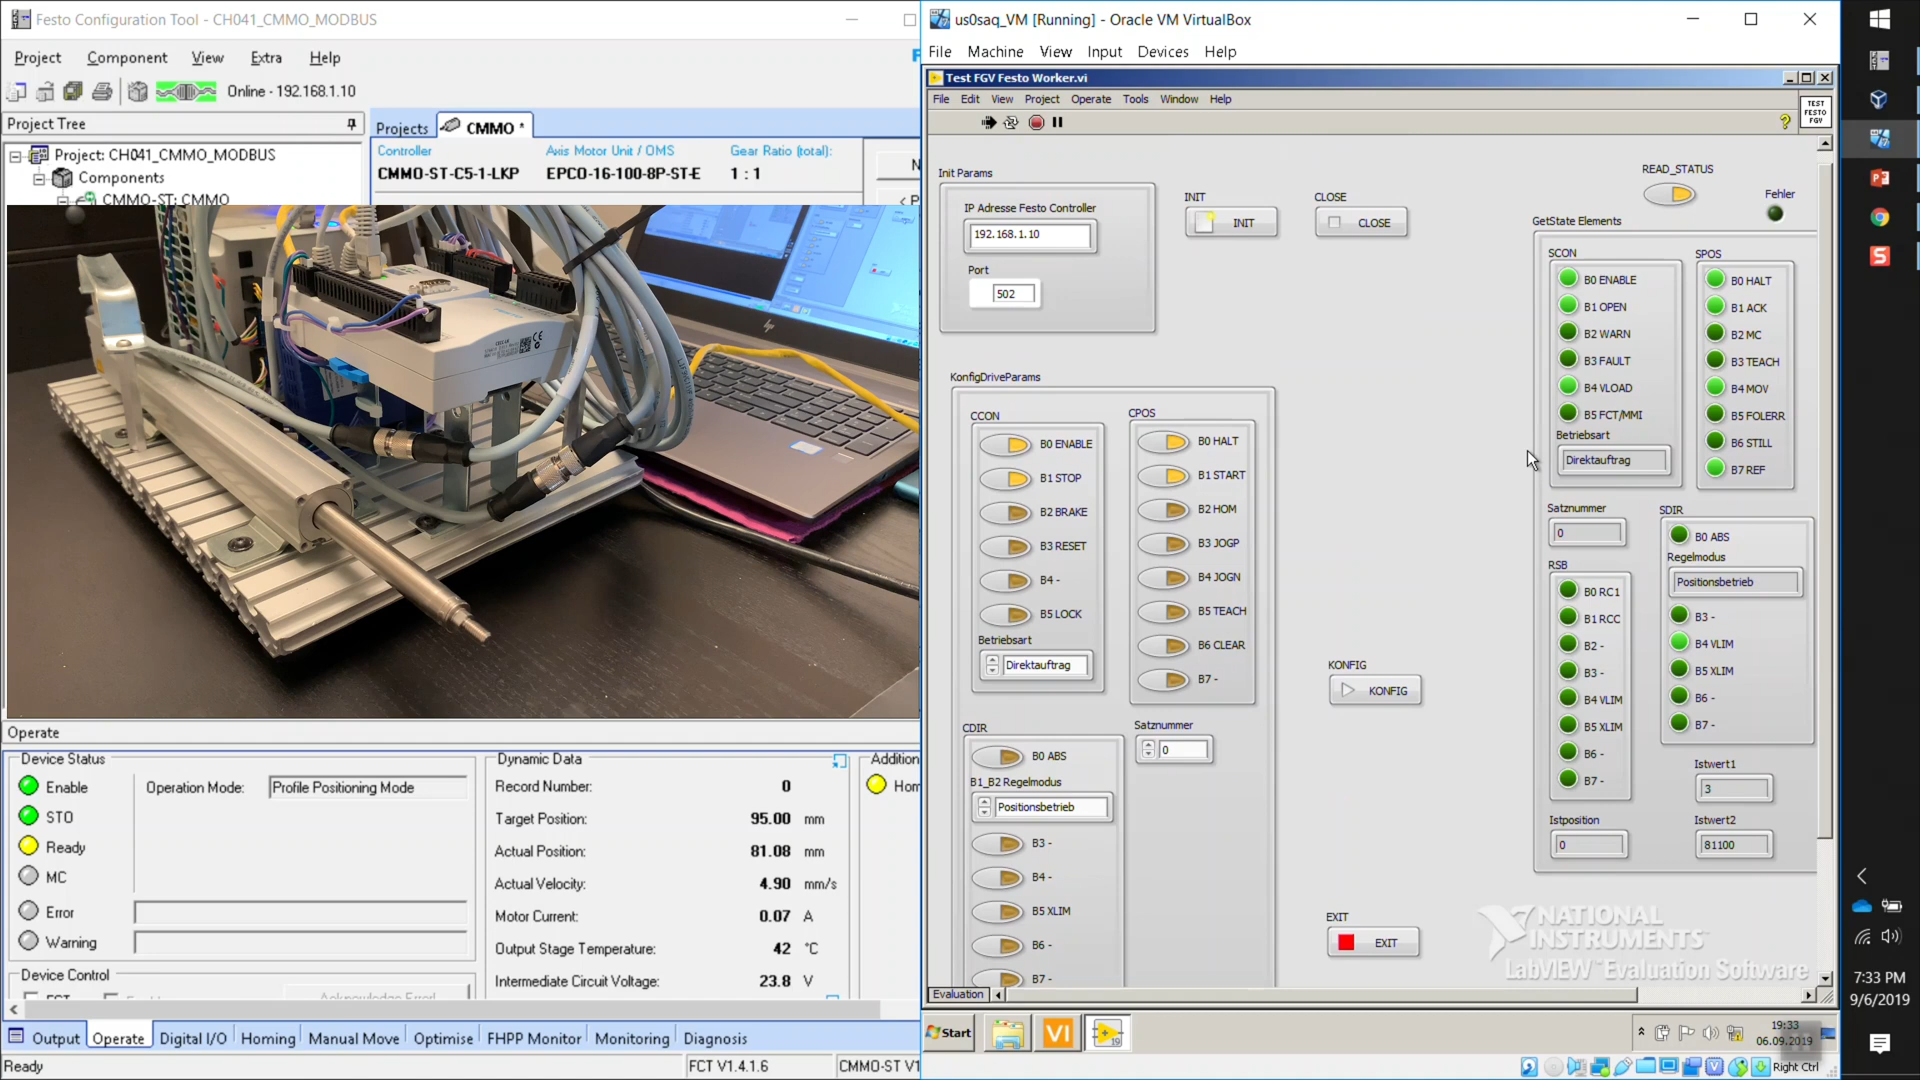 Festo Configuration Tool - CH041_CMMO_MODBUS
Project Component View Extra Help
Online - 192.168.1.10
Project Tree
Project: CH041_CMMO_MODBUS
Components
CMMO-ST: CMMO
Projects CMMO *
Controller Axis Motor Unit / OMS Gear Ratio (total):
CMMO-ST-C5-1-LKP EPCO-16-100-8P-ST-E 1 : 1
Operate
Device Status
Enable
STO
Ready
MC
Error
Warning
Operation Mode: Profile Positioning Mode
Device Control
Dynamic Data
Record Number: 0
Target Position: 95.00 mm
Actual Position: 81.08 mm
Actual Velocity: 4.90 mm/s
Motor Current: 0.07 A
Output Stage Temperature: 42 °C
Intermediate Circuit Voltage: 23.8 V
Addition
Hom
Output Operate Digital I/O Homing Manual Move Optimise FHPP Monitor Monitoring Diagnosis
Ready FCT V1.4.1.6 CMMO-ST V1
us0saq_VM [Running] - Oracle VM VirtualBox
File Machine View Input Devices Help
Test FGV Festo Worker.vi
File Edit View Project Operate Tools Window Help
TEST
FESTO
FGV
Init Params
IP Adresse Festo Controller
192.168.1.10
Port
502
INIT
INIT
CLOSE
CLOSE
READ_STATUS
Fehler
KonfigDriveParams
CCON
B0 ENABLE
B1 STOP
B2 BRAKE
B3 RESET
B4 -
B5 LOCK
Betriebsart
Direktauftrag
CPOS
B0 HALT
B1 START
B2 HOM
B3 JOGP
B4 JOGN
B5 TEACH
B6 CLEAR
B7 -
CDIR
B0 ABS
B1_B2 Regelmodus
Positionsbetrieb
B3 -
B4 -
B5 XLIM
B6 -
B7 -
Satznummer
0
KONFIG
KONFIG
EXIT
EXIT
GetState Elements
SCON
B0 ENABLE
B1 OPEN
B2 WARN
B3 FAULT
B4 VLOAD
B5 FCT/MMI
Betriebsart
Direktauftrag
SPOS
B0 HALT
B1 ACK
B2 MC
B3 TEACH
B4 MOV
B5 FOLERR
B6 STILL
B7 REF
Satznummer
0
RSB
B0 RC1
B1 RCC
B2 -
B3 -
B4 VLIM
B5 XLIM
B6 -
B7 -
SDIR
B0 ABS
Regelmodus
Positionsbetrieb
B3 -
B4 VLIM
B5 XLIM
B6 -
B7 -
Istwert1
3
Istposition
0
Istwert2
81100
NATIONAL
INSTRUMENTS
LabVIEW Evaluation Software
Evaluation
Start
VI
19:33
06.09.2019
Right Ctrl
7:33 PM
9/6/2019